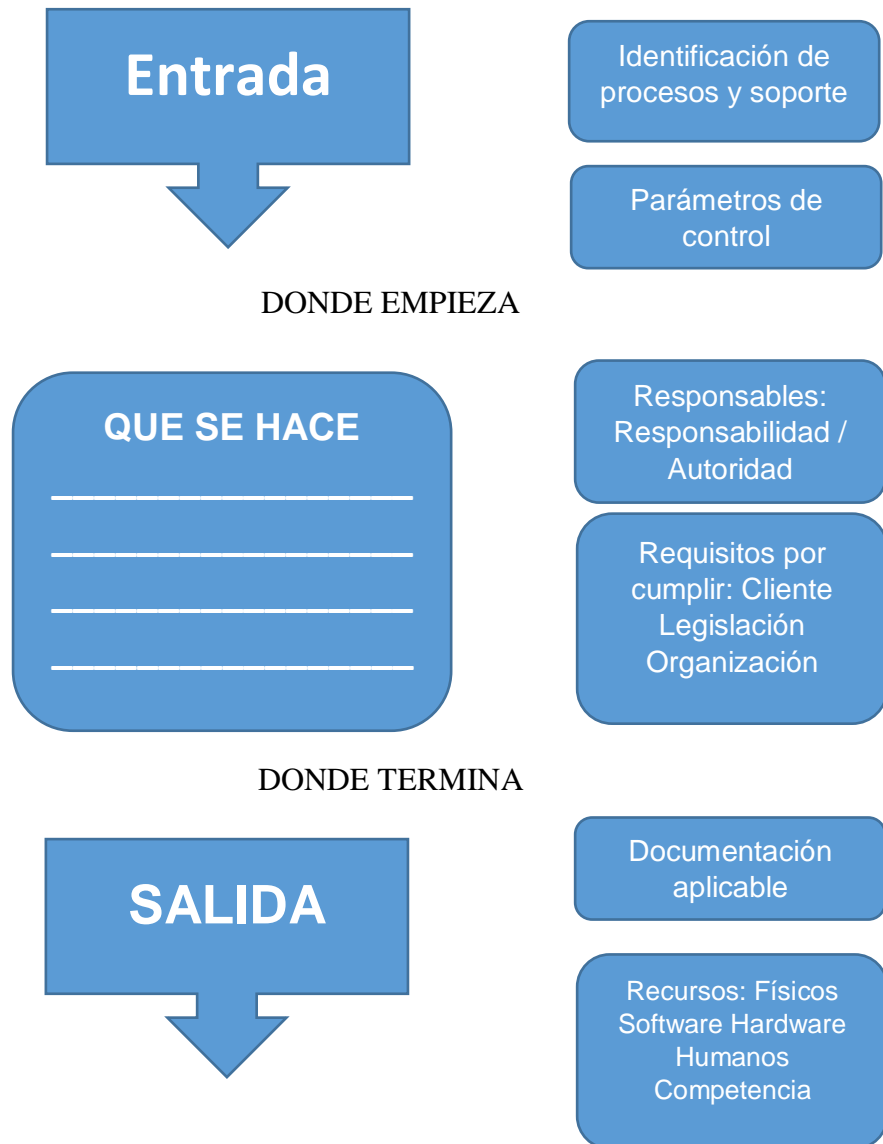 Entrada
Identificación de
procesos y soporte
Parámetros de
control
DONDE EMPIEZA
QUE SE HACE
Responsables:
Responsabilidad /
Autoridad
Requisitos por
cumplir: Cliente
Legislación
Organización
DONDE TERMINA
SALIDA
Documentación
aplicable
Recursos: Físicos
Software Hardware
Humanos
Competencia